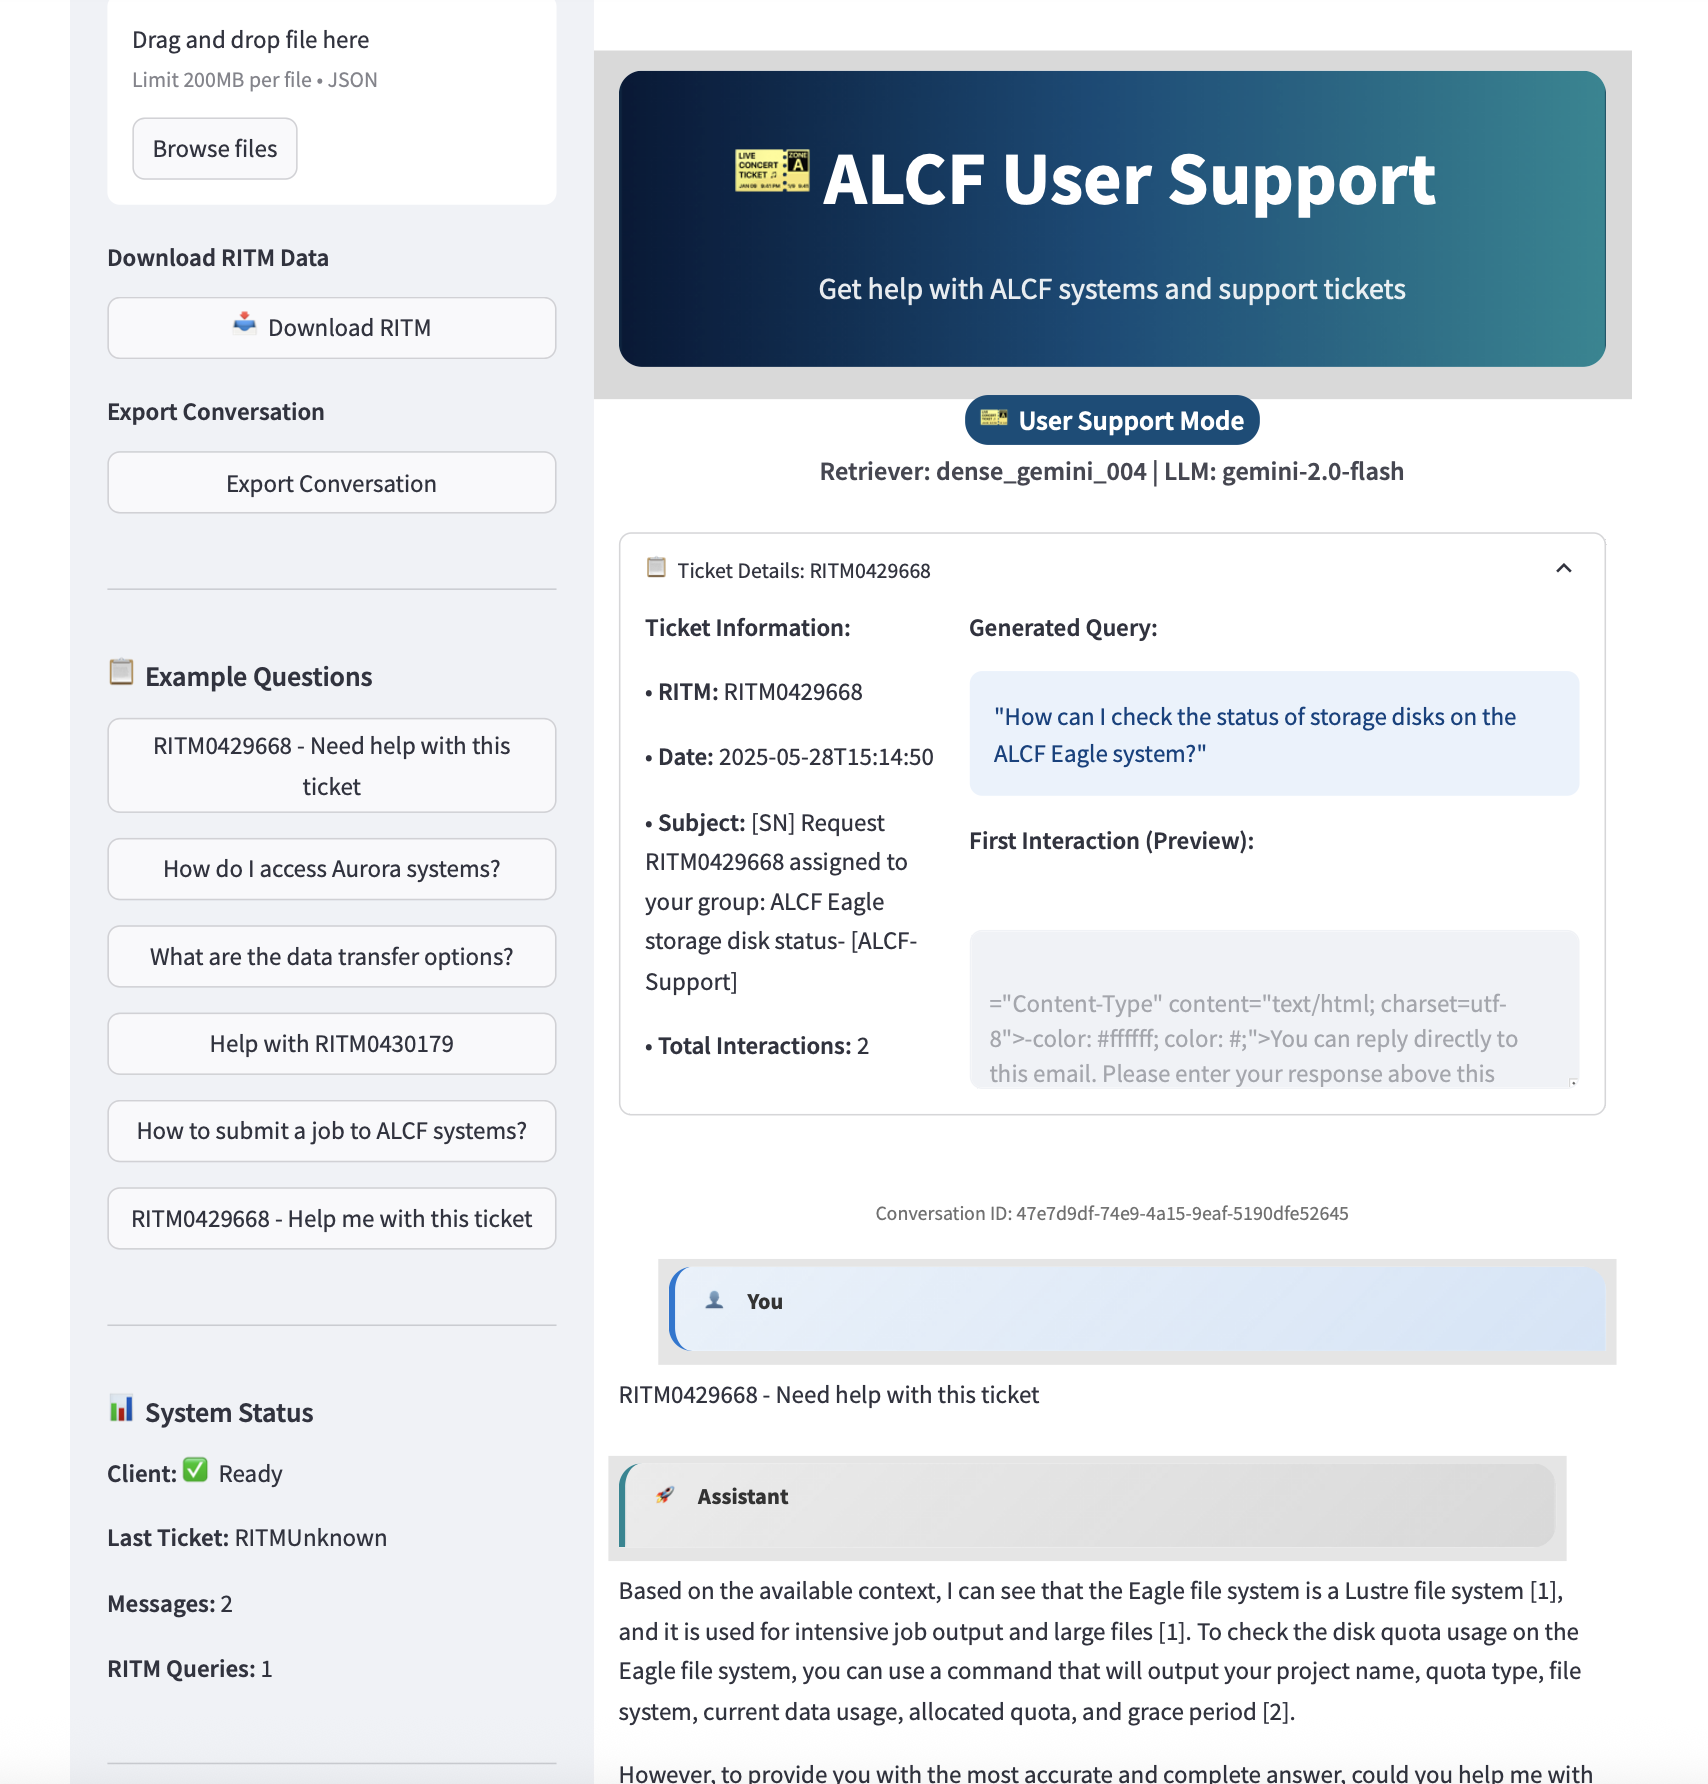 Drag and drop file here
Limit 200MB per file • JSON
Browse files
Download RITM Data
Download RITM
Export Conversation
Export Conversation
Example Questions
RITM0429668 - Need help with this
ticket
How do I access Aurora systems?
What are the data transfer options?
Help with RITM0430179
How to submit a job to ALCF systems?
RITM0429668 - Help me with this ticket
System Status
Client: ✅ Ready
Last Ticket: RITMUnknown
Messages: 2
RITM Queries: 1
ALCF User Support
Get help with ALCF systems and support tickets
User Support Mode
Retriever: dense_gemini_004 | LLM: gemini-2.0-flash
Ticket Details: RITM0429668
Ticket Information:
• RITM: RITM0429668
• Date: 2025-05-28T15:14:50
• Subject: [SN] Request
RITM0429668 assigned to
your group: ALCF Eagle
storage disk status- [ALCF-
Support]
• Total Interactions: 2
Generated Query:
"How can I check the status of storage disks on the
ALCF Eagle system?"
First Interaction (Preview):
="Content-Type" content="text/html; charset=utf-
8">-color: #ffffff; color: #;">You can reply directly to
this email. Please enter your response above this
Conversation ID: 47e7d9df-74e9-4a15-9eaf-5190dfe52645
You
RITM0429668 - Need help with this ticket
Assistant
Based on the available context, I can see that the Eagle file system is a Lustre file system [1],
and it is used for intensive job output and large files [1]. To check the disk quota usage on the
Eagle file system, you can use a command that will output your project name, quota type, file
system, current data usage, allocated quota, and grace period [2].
However, to provide you with the most accurate and complete answer, could you help me with